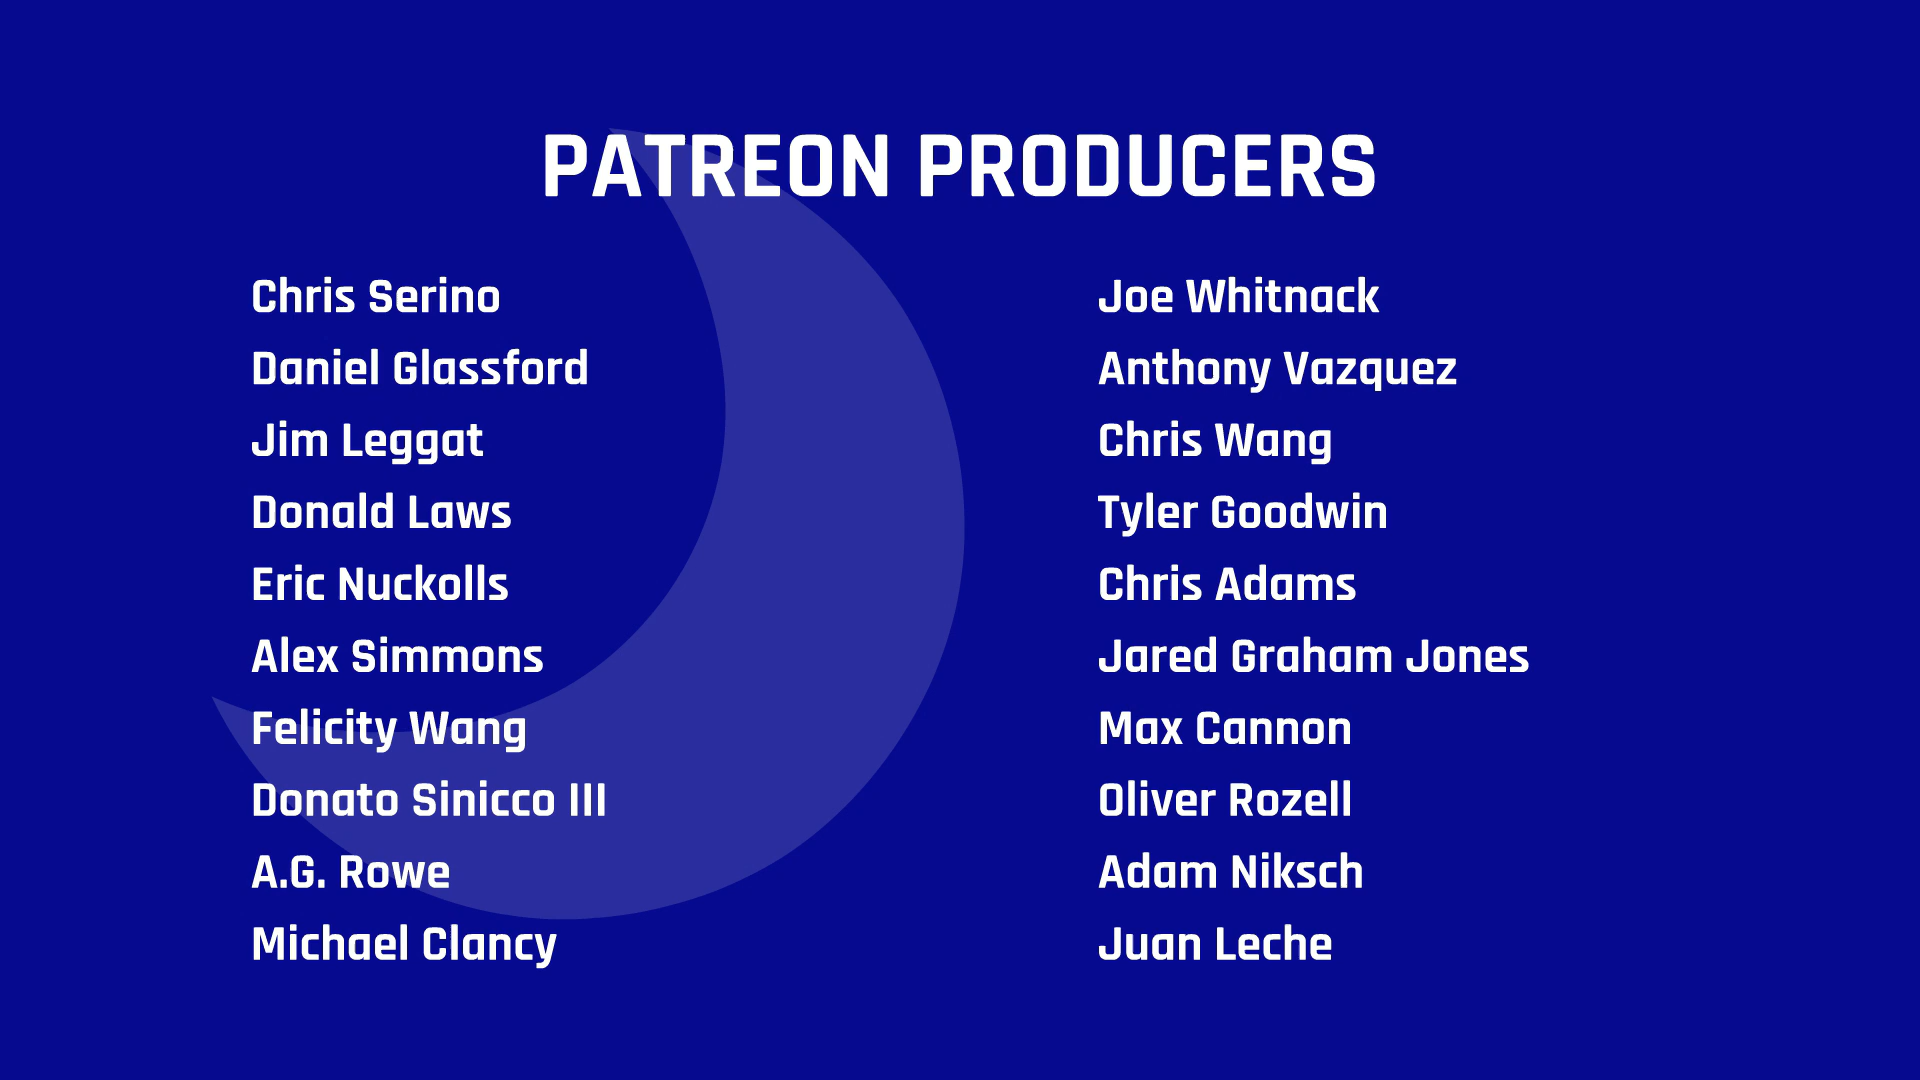 PATREON PRODUCERS
Chris Serino
Daniel Glassford
Jim Leggat
Donald Laws
Eric Nuckolls
Alex Simmons
Felicity Wang
Donato Sinicco III
A.G. Rowe
Michael Clancy
Joe Whitnack
Anthony Vazquez
Chris Wang
Tyler Goodwin
Chris Adams
Jared Graham Jones
Max Cannon
Oliver Rozell
Adam Niksch
Juan Leche